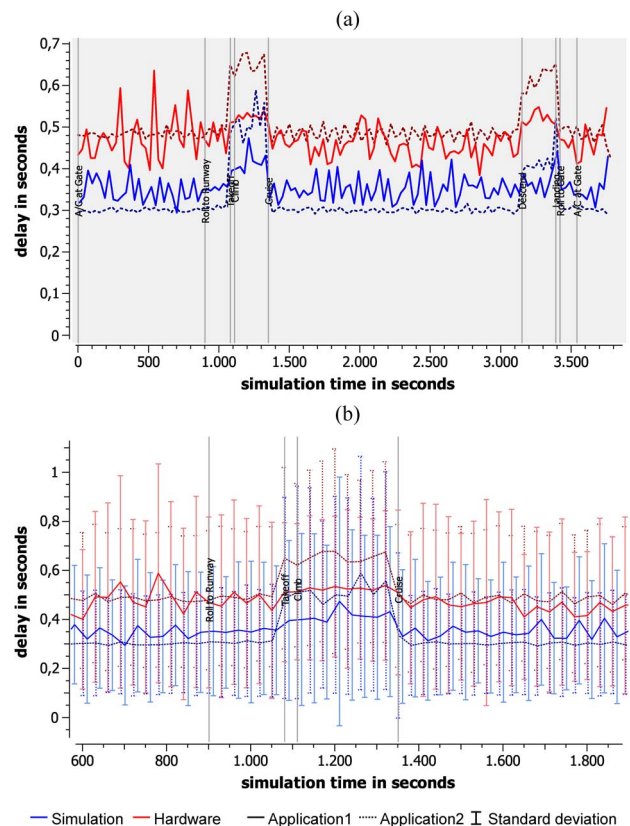 (a)
0,7
0,6
0,5
0,4
0,3
0,2
0,1
0
delay in seconds
A/C at Gate
Roll to Runway
Climb
Cruise
Descend
Landing
Roll to Gate
A/C at Gate
0 500 1.000 1.500 2.000 2.500 3.000 3.500
simulation time in seconds
(b)
1
0,8
0,6
0,4
0,2
0
delay in seconds
Roll to Runway
Takeoff
Climb
Cruise
600 800 1.000 1.200 1.400 1.600 1.800
simulation time in seconds
Simulation Hardware Application1 Application2 Standard deviation